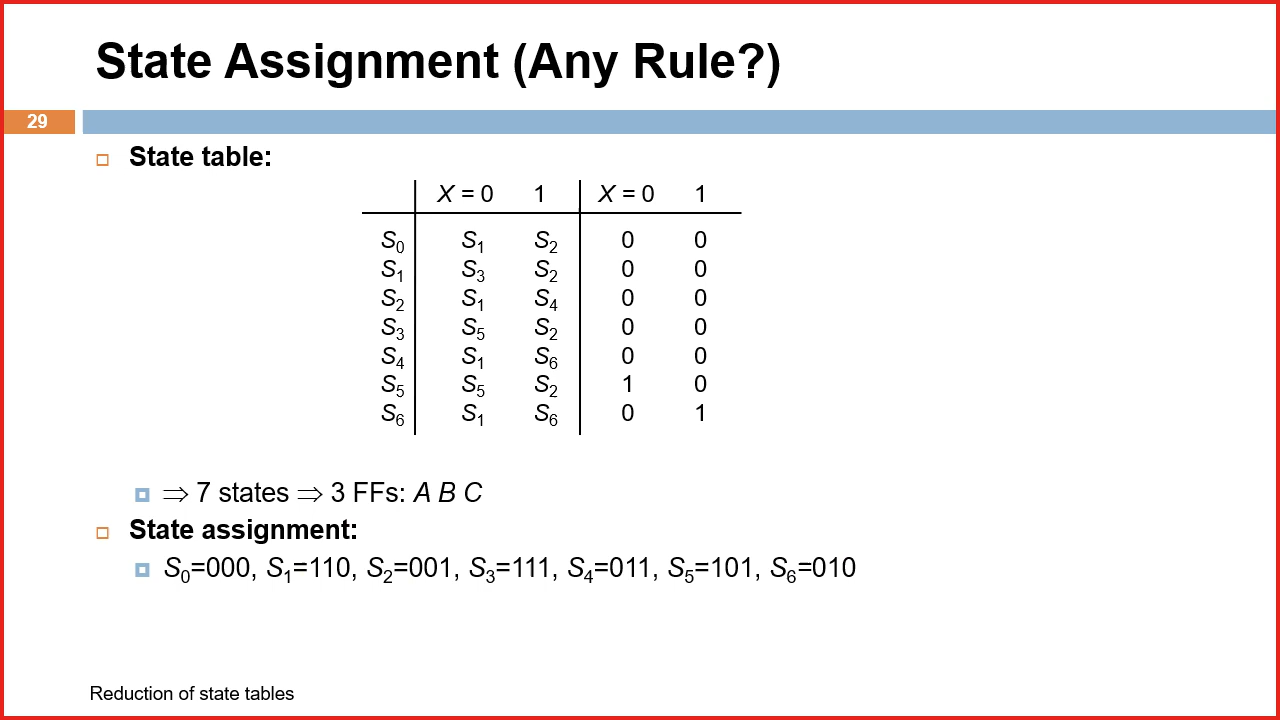 State Assignment (Any Rule?)
29
State table:
X = 0 1 X = 0 1
S0 S1 S2 0 0
S1 S3 S2 0 0
S2 S1 S4 0 0
S3 S5 S2 0 0
S4 S1 S6 0 0
S5 S5 S2 1 0
S6 S1 S6 0 1
⇒ 7 states ⇒ 3 FFs: A B C
State assignment:
S0=000, S1=110, S2=001, S3=111, S4=011, S5=101, S6=010
Reduction of state tables